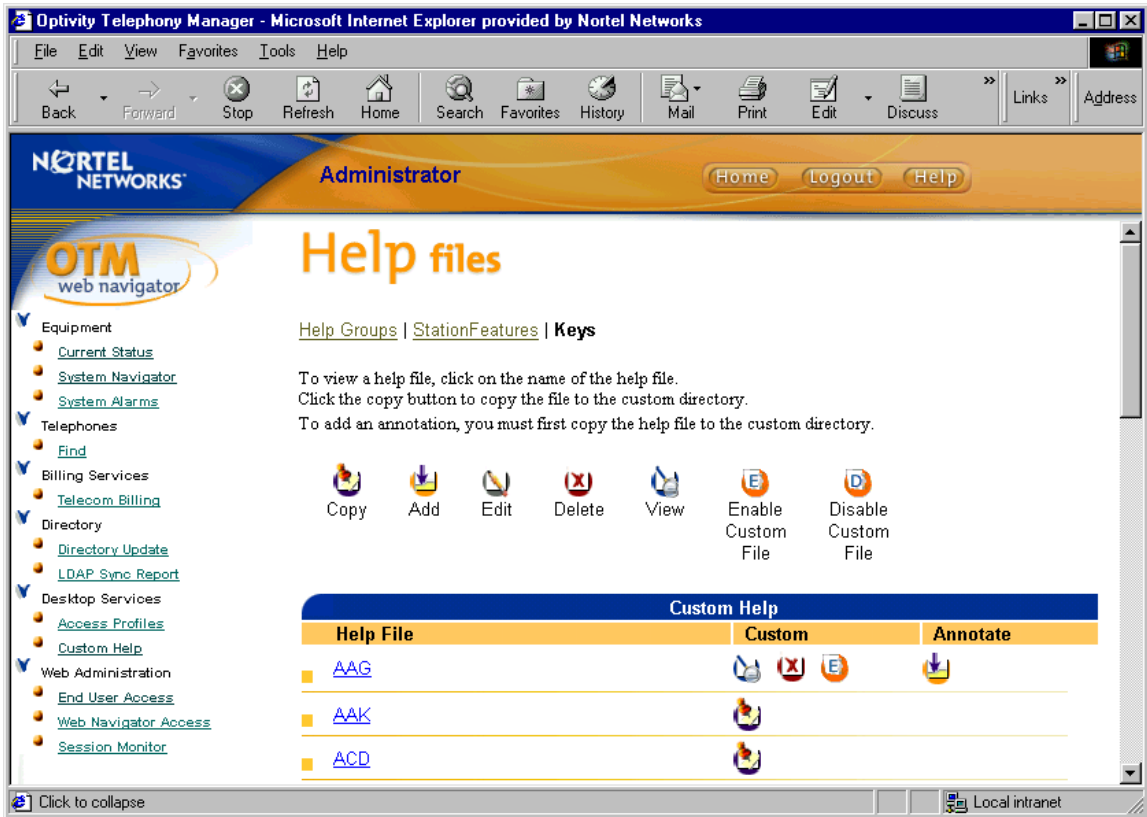 Optivity Telephony Manager - Microsoft Internet Explorer provided by Nortel Networks
File Edit View Favorites Tools Help
Back Forward Stop Refresh Home Search Favorites History Mail Print Edit Discuss » Links » Address
NORTEL
NETWORKS
Administrator
Home Logout Help
OTM
web navigator
Equipment
Current Status
System Navigator
System Alarms
Telephones
Find
Billing Services
Telecom Billing
Directory
Directory Update
LDAP Sync Report
Desktop Services
Access Profiles
Custom Help
Web Administration
End User Access
Web Navigator Access
Session Monitor
Help files
Help Groups | StationFeatures | Keys
To view a help file, click on the name of the help file.
Click the copy button to copy the file to the custom directory.
To add an annotation, you must first copy the help file to the custom directory.
E D
Copy Add Edit Delete View Enable Custom File Disable Custom File
Custom Help
Help File Custom Annotate
AAG E
AAK
ACD
Click to collapse Local intranet